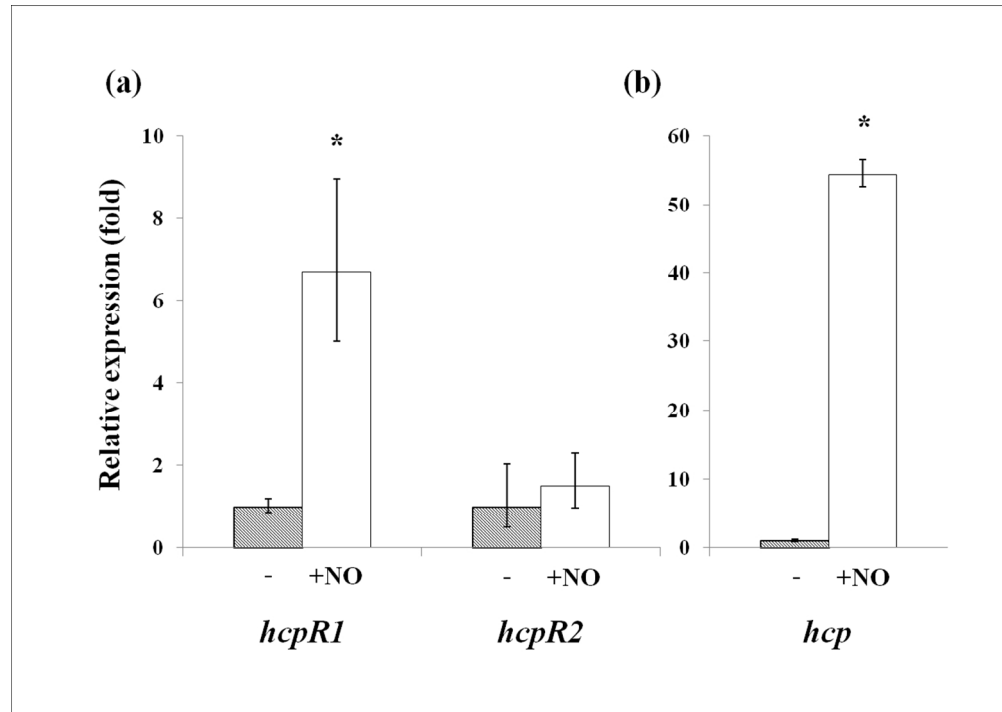 (a) (b)
Relative expression (fold)
10
8
6
4
2
0
*
- +NO - +NO
hcpR1 hcpR2
60
50
40
30
20
10
0
*
- +NO
hcp